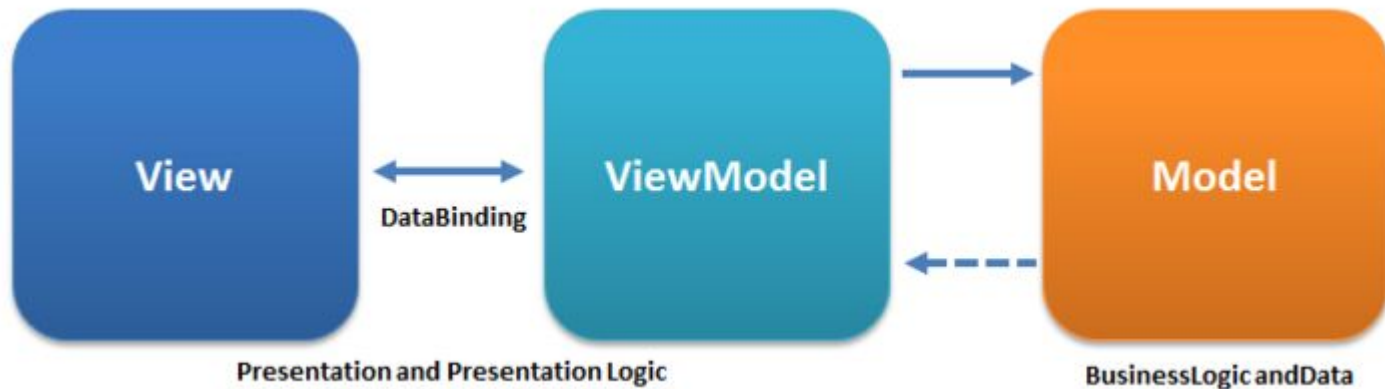 View
ViewModel
Model
DataBinding
Presentation and Presentation Logic
BusinessLogic andData